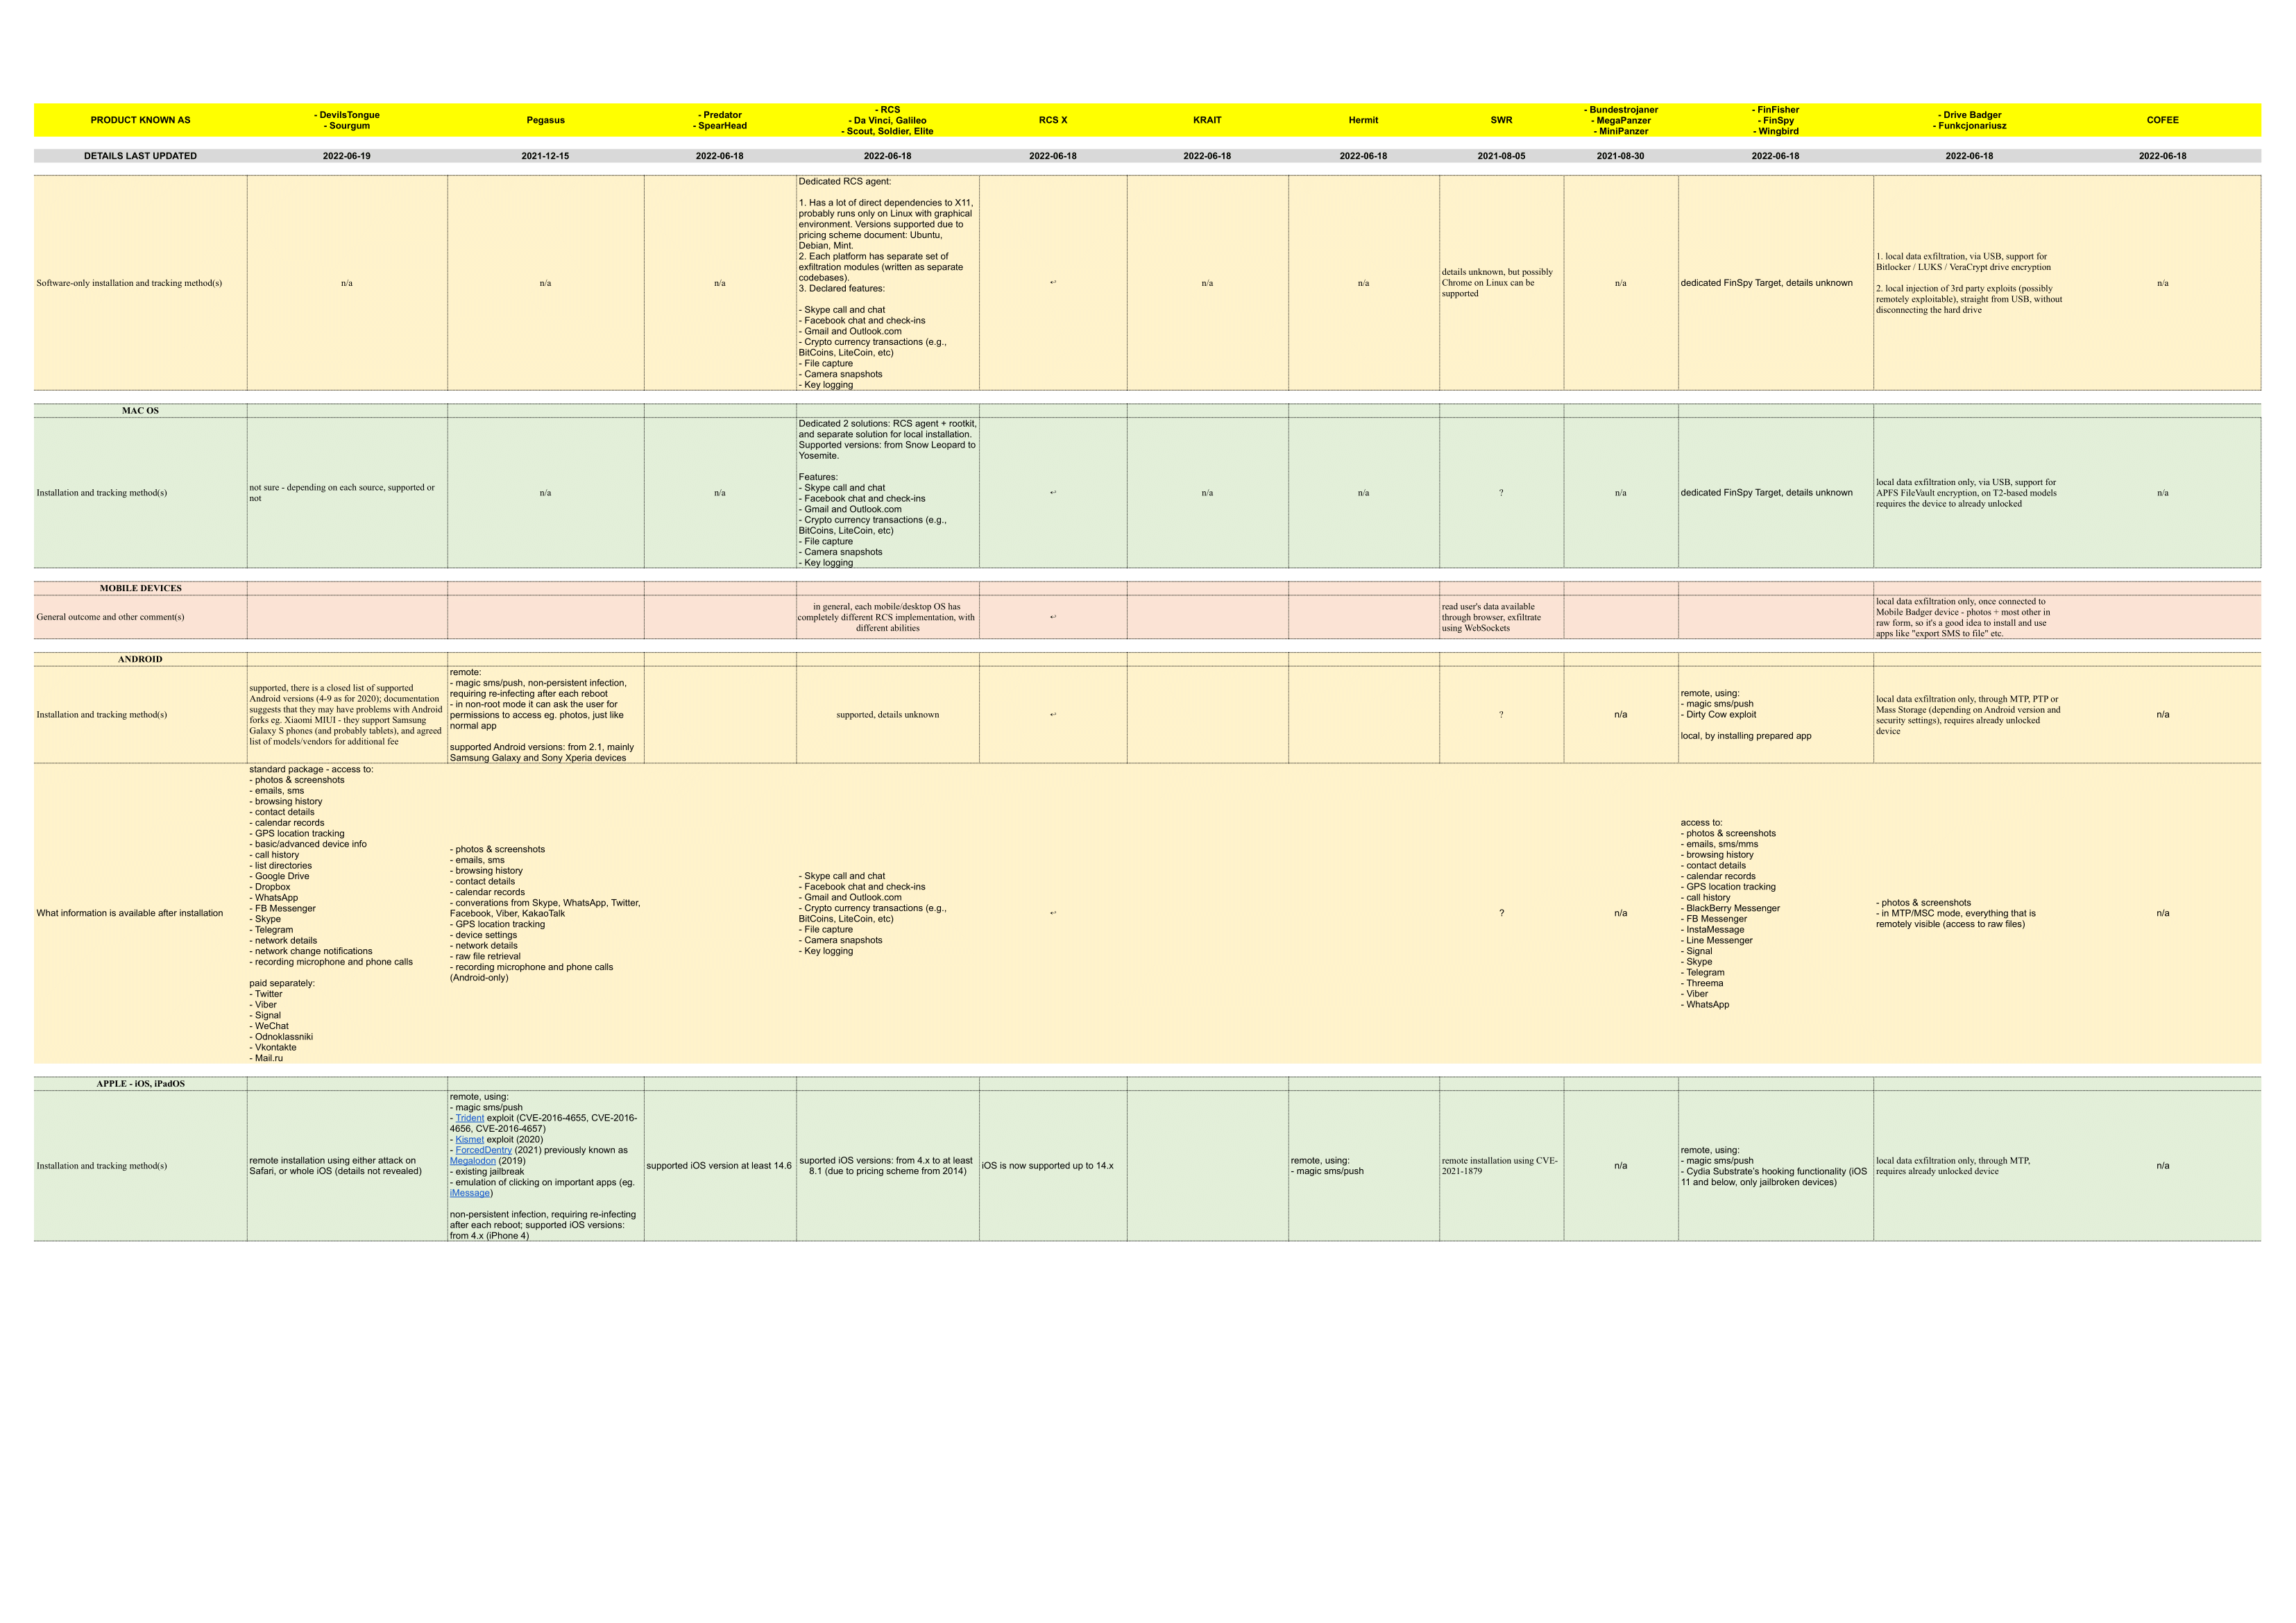 PRODUCT KNOWN AS
- DevilsTongue
- Sourgum
Pegasus
- Predator
- SpearHead
- RCS
- Da Vinci, Galileo
- Scout, Soldier, Elite
RCS X
KRAIT
Hermit
SWR
- Bundestrojaner
- MegaPanzer
- MiniPanzer
- FinFisher
- FinSpy
- Wingbird
- Drive Badger
- Funkcjonariusz
COFEE
DETAILS LAST UPDATED
2022-06-19
2021-12-15
2022-06-18
2022-06-18
2022-06-18
2022-06-18
2022-06-18
2021-08-05
2021-08-30
2022-06-18
2022-06-18
2022-06-18
Software-only installation and tracking method(s)
n/a
n/a
n/a
Dedicated RCS agent:
1. Has a lot of direct dependencies to X11,
probably runs only on Linux with graphical
environment. Versions supported due to
pricing scheme document: Ubuntu,
Debian, Mint.
2. Each platform has separate set of
exfiltration modules (written as separate
codebases).
3. Declared features:
- Skype call and chat
- Facebook chat and check-ins
- Gmail and Outlook.com
- Crypto currency transactions (e.g.,
BitCoins, LiteCoin, etc)
- File capture
- Camera snapshots
- Key logging
↵
n/a
n/a
details unknown, but possibly
Chrome on Linux can be
supported
n/a
dedicated FinSpy Target, details unknown
1. local data exfiltration, via USB, support for
Bitlocker / LUKS / VeraCrypt drive encryption
2. local injection of 3rd party exploits (possibly
remotely exploitable), straight from USB, without
disconnecting the hard drive
n/a
MAC OS
Installation and tracking method(s)
not sure - depending on each source, supported or
not
n/a
n/a
Dedicated 2 solutions: RCS agent + rootkit,
and separate solution for local installation.
Supported versions: from Snow Leopard to
Yosemite.
Features:
- Skype call and chat
- Facebook chat and check-ins
- Gmail and Outlook.com
- Crypto currency transactions (e.g.,
BitCoins, LiteCoin, etc)
- File capture
- Camera snapshots
- Key logging
↵
n/a
n/a
?
n/a
dedicated FinSpy Target, details unknown
local data exfiltration only, via USB, support for
APFS FileVault encryption, on T2-based models
requires the device to already unlocked
n/a
MOBILE DEVICES
General outcome and other comment(s)
in general, each mobile/desktop OS has
completely different RCS implementation, with
different abilities
↵
read user's data available
through browser, exfiltrate
using WebSockets
local data exfiltration only, once connected to
Mobile Badger device - photos + most other in
raw form, so it's a good idea to install and use
apps like "export SMS to file" etc.
ANDROID
Installation and tracking method(s)
supported, there is a closed list of supported
Android versions (4-9 as for 2020); documentation
suggests that they may have problems with Android
forks eg. Xiaomi MIUI - they support Samsung
Galaxy S phones (and probably tablets), and agreed
list of models/vendors for additional fee
remote:
- magic sms/push, non-persistent infection,
requiring re-infecting after each reboot
- in non-root mode it can ask the user for
permissions to access eg. photos, just like
normal app
supported Android versions: from 2.1, mainly
Samsung Galaxy and Sony Xperia devices
supported, details unknown
↵
?
n/a
remote, using:
- magic sms/push
- Dirty Cow exploit
local, by installing prepared app
local data exfiltration only, through MTP, PTP or
Mass Storage (depending on Android version and
security settings), requires already unlocked
device
n/a
What information is available after installation
standard package - access to:
- photos & screenshots
- emails, sms
- browsing history
- contact details
- calendar records
- GPS location tracking
- basic/advanced device info
- call history
- list directories
- Google Drive
- Dropbox
- WhatsApp
- FB Messenger
- Skype
- Telegram
- network details
- network change notifications
- recording microphone and phone calls
paid separately:
- Twitter
- Viber
- Signal
- WeChat
- Odnoklassniki
- Vkontakte
- Mail.ru
- photos & screenshots
- emails, sms
- browsing history
- contact details
- calendar records
- converations from Skype, WhatsApp, Twitter,
Facebook, Viber, KakaoTalk
- GPS location tracking
- device settings
- network details
- raw file retrieval
- recording microphone and phone calls
(Android-only)
- Skype call and chat
- Facebook chat and check-ins
- Gmail and Outlook.com
- Crypto currency transactions (e.g.,
BitCoins, LiteCoin, etc)
- File capture
- Camera snapshots
- Key logging
↵
?
n/a
access to:
- photos & screenshots
- emails, sms/mms
- browsing history
- contact details
- calendar records
- GPS location tracking
- call history
- BlackBerry Messenger
- FB Messenger
- InstaMessage
- Line Messenger
- Signal
- Skype
- Telegram
- Threema
- Viber
- WhatsApp
- photos & screenshots
- in MTP/MSC mode, everything that is
remotely visible (access to raw files)
n/a
APPLE - iOS, iPadOS
Installation and tracking method(s)
remote installation using either attack on
Safari, or whole iOS (details not revealed)
remote, using:
- magic sms/push
- Trident exploit (CVE-2016-4655, CVE-2016-
4656, CVE-2016-4657)
- Kismet exploit (2020)
- ForcedDentry (2021) previously known as
Megalodon (2019)
- existing jailbreak
- emulation of clicking on important apps (eg.
iMessage)
non-persistent infection, requiring re-infecting
after each reboot; supported iOS versions:
from 4.x (iPhone 4)
supported iOS version at least 14.6
suported iOS versions: from 4.x to at least
8.1 (due to pricing scheme from 2014)
iOS is now supported up to 14.x
remote, using:
- magic sms/push
remote installation using CVE-
2021-1879
n/a
remote, using:
- magic sms/push
- Cydia Substrate's hooking functionality (iOS
11 and below, only jailbroken devices)
local data exfiltration only, through MTP,
requires already unlocked device
n/a